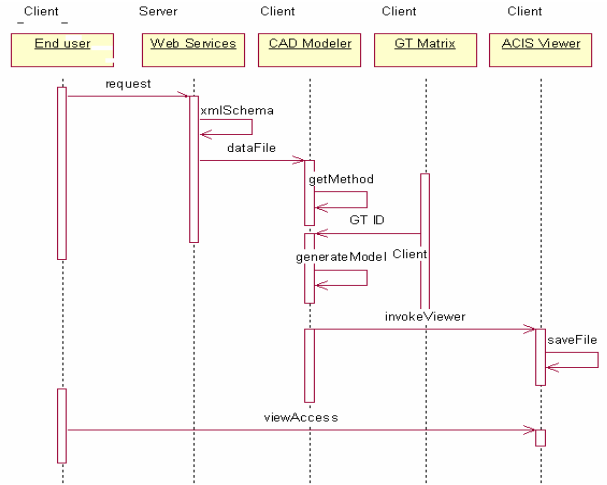 _ Client _ Server Client Client Client
End user Web Services CAD Modeler GT Matrix ACIS Viewer
request
xmlSchema
dataFile
getMethod
GT ID
generateModel Client
invokeViewer
saveFile
viewAccess